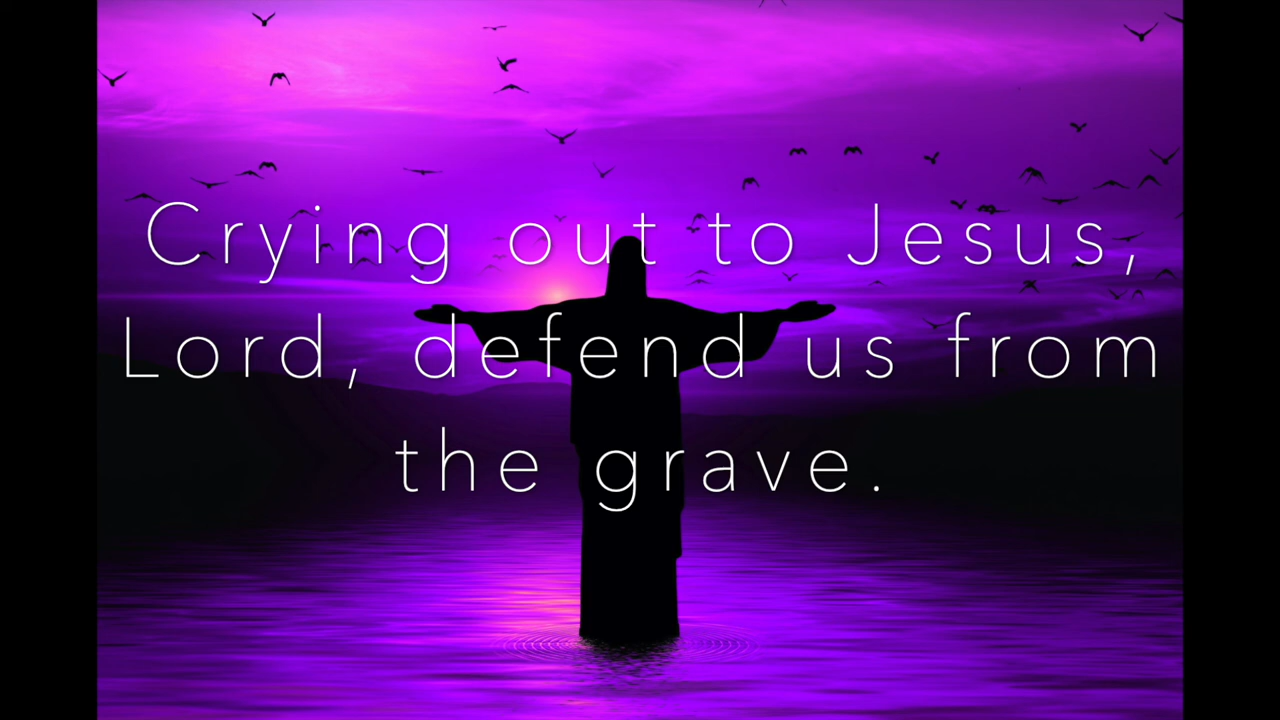 Crying out to Jesus,
Lord, defend us from
the grave.